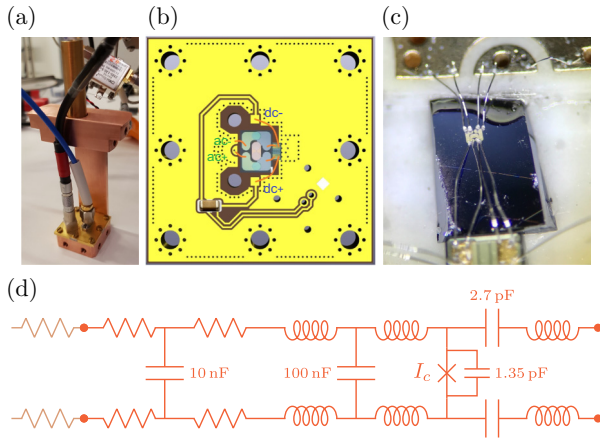 (a)
(b)
(c)
dc-
ac-
ac+
dc+
(d)
2.7 pF
10 nF
100 nF
I_c
1.35 pF